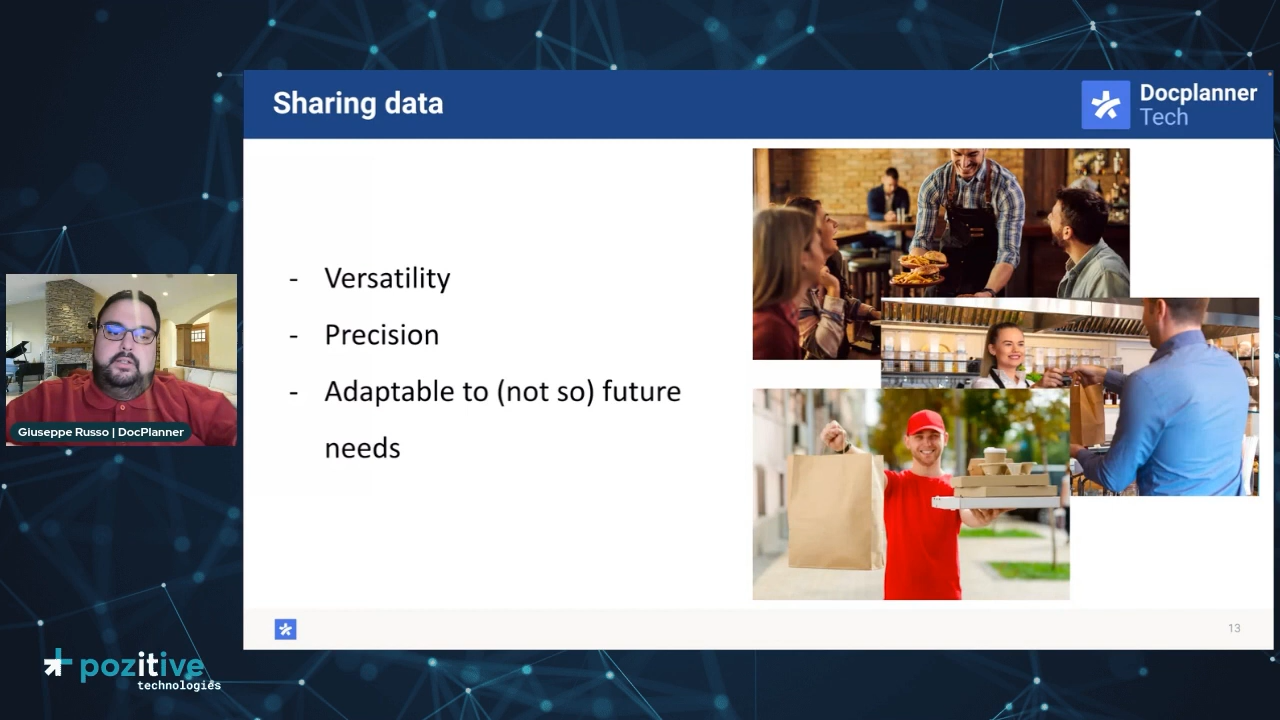 Sharing data
Docplanner
Tech
- Versatility
- Precision
- Adaptable to (not so) future
needs
Giuseppe Russo | DocPlanner
13
pozitive
technologies